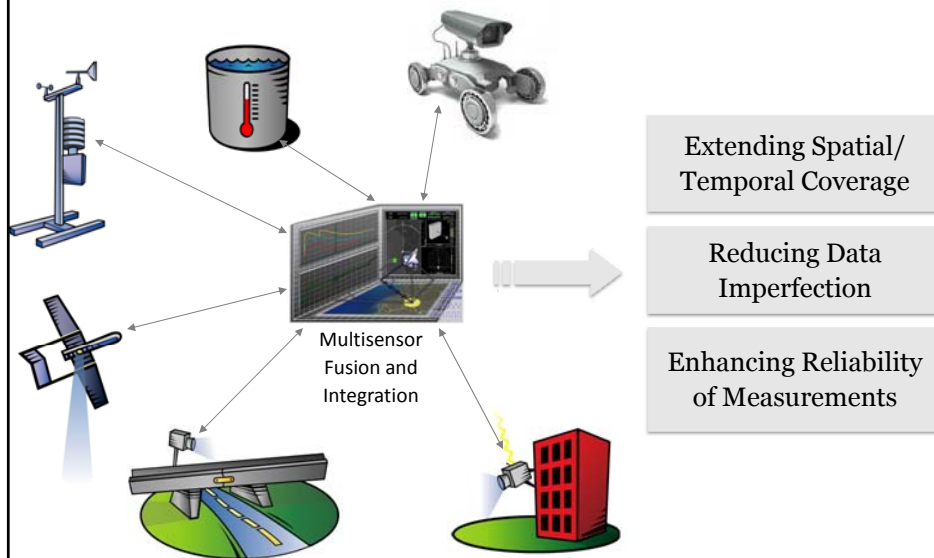 Multisensor
Fusion and
Integration
Extending Spatial/
Temporal Coverage
Reducing Data
Imperfection
Enhancing Reliability
of Measurements